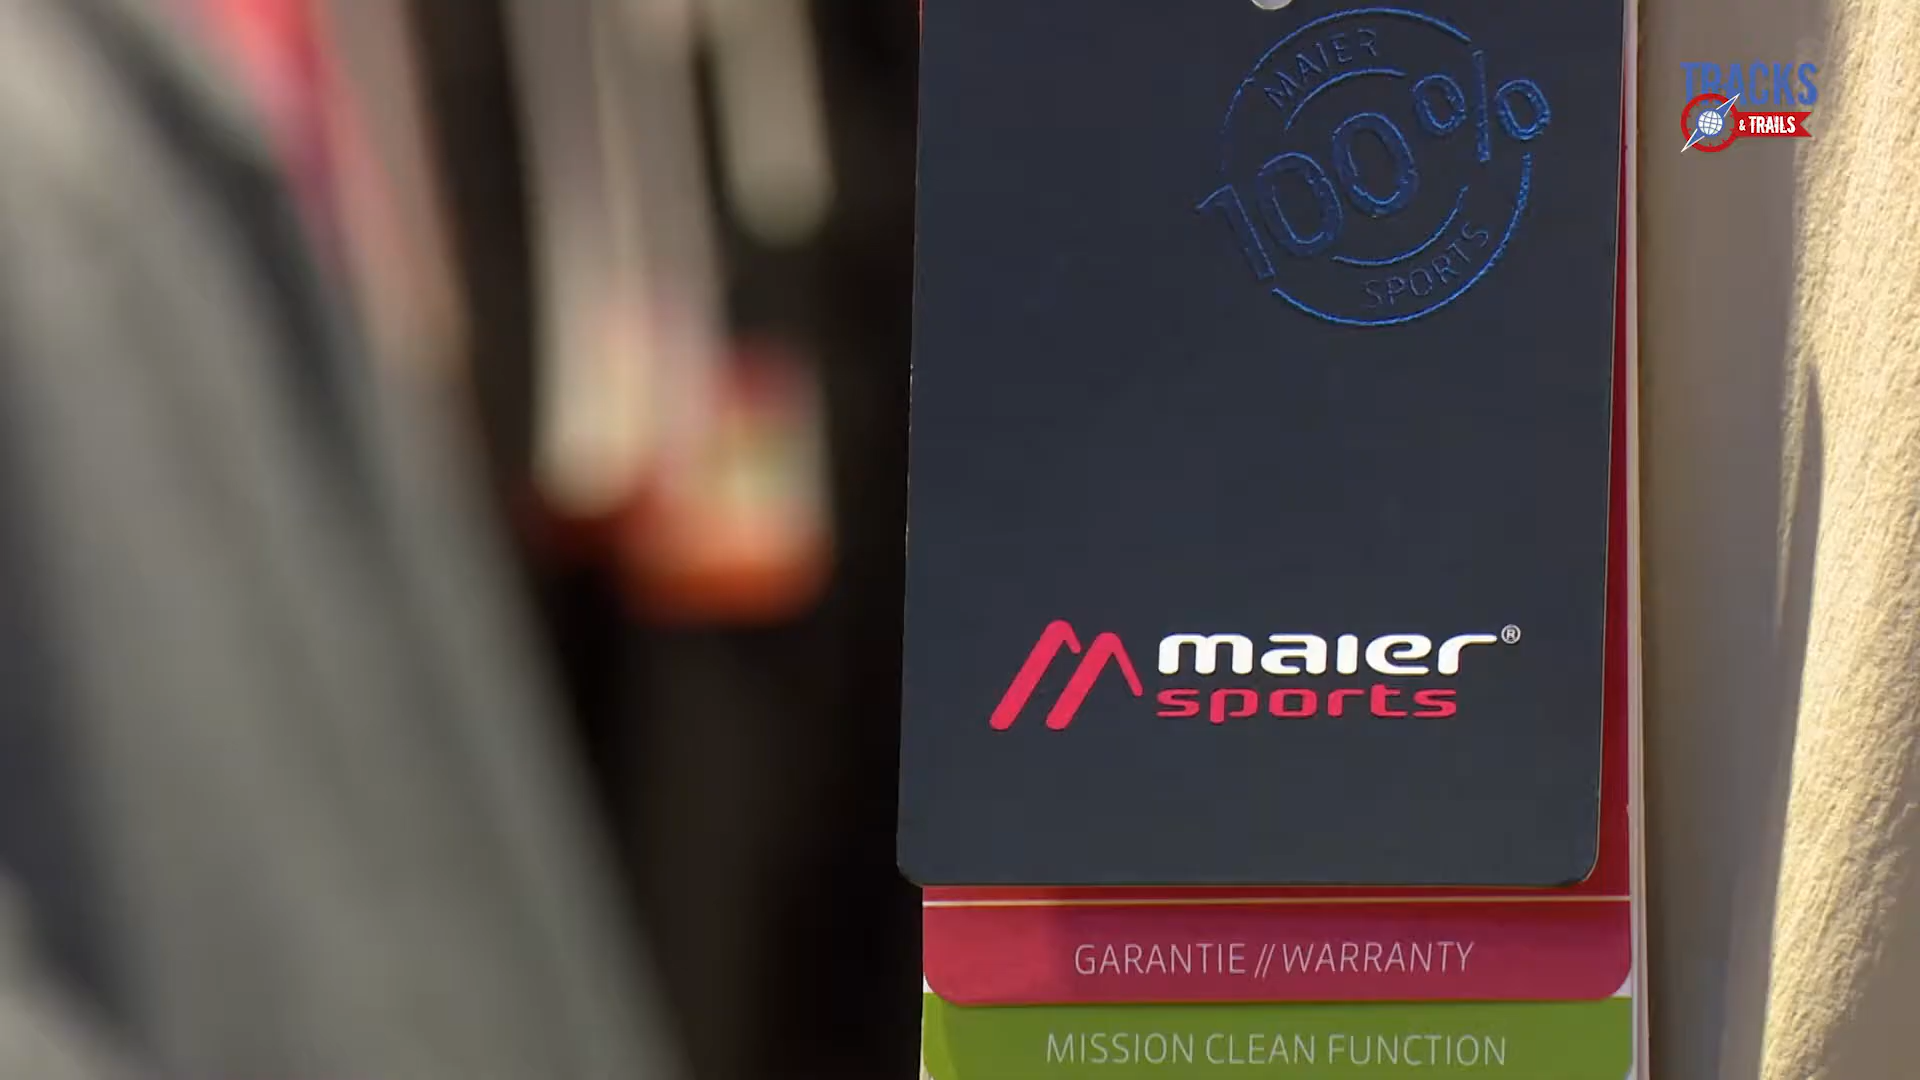 MAIER
100%
SPORTS
TRACKS
& TRAILS
maier®
sports
GARANTIE // WARRANTY
MISSION CLEAN FUNCTION